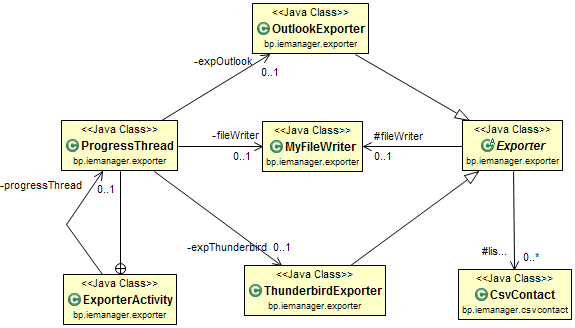 <<Java Class>>
OutlookExporter
bp.iemanager.exporter
-expOutlook
0..1
<<Java Class>>
ProgressThread
bp.iemanager.exporter
-fileWriter
0..1
<<Java Class>>
MyFileWriter
bp.iemanager.exporter
#fileWriter
0..1
<<Java Class>>
Exporter
bp.iemanager.exporter
-progressThread
0..1
-expThunderbird
0..1
#lis...
0..*
<<Java Class>>
ExporterActivity
bp.iemanager.exporter
<<Java Class>>
ThunderbirdExporter
bp.iemanager.exporter
<<Java Class>>
CsvContact
bp.iemanager.csvcontact